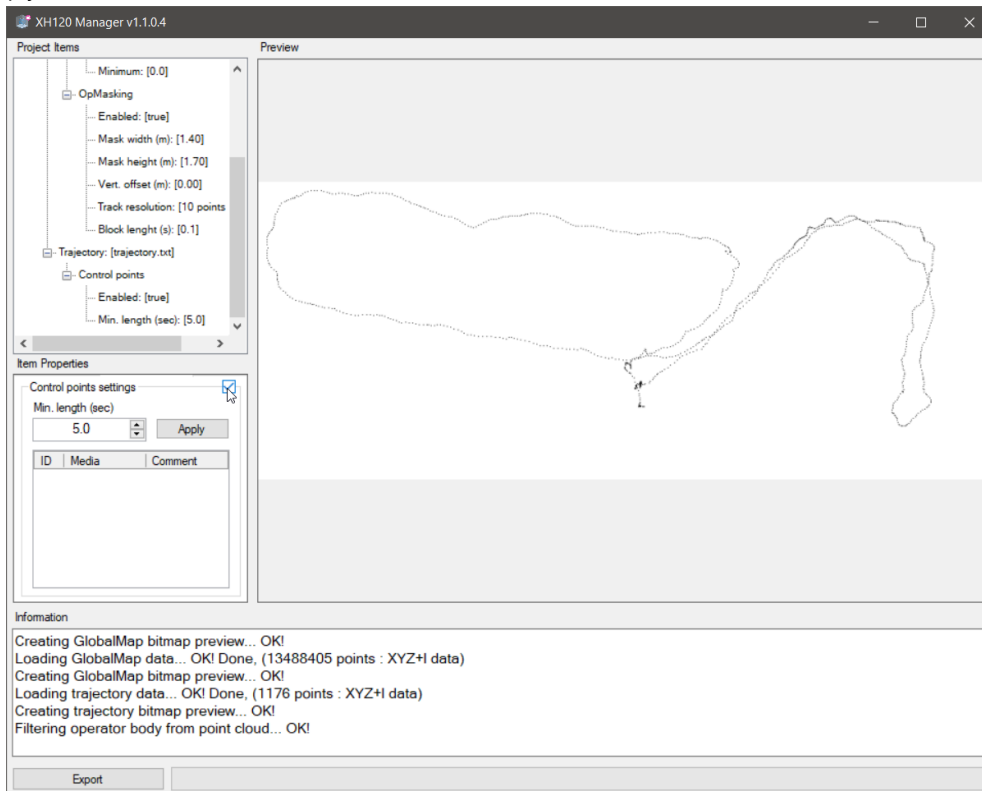 XH120 Manager v1.1.0.4
Project Items
Preview
Minimum: [0.0]
OpMasking
Enabled: [true]
Mask width (m): [1.40]
Mask height (m): [1.70]
Vert. offset (m): [0.00]
Track resolution: [10 points
Block lenght (s): [0.1]
Trajectory: [trajectory.txt]
Control points
Enabled: [true]
Min. length (sec): [5.0]
Item Properties
Control points settings
Min. length (sec)
5.0 Apply
ID Media Comment
Information
Creating GlobalMap bitmap preview... OK!
Loading GlobalMap data... OK! Done, (13488405 points : XYZ+I data)
Creating GlobalMap bitmap preview... OK!
Loading trajectory data... OK! Done, (1176 points : XYZ+I data)
Creating trajectory bitmap preview... OK!
Filtering operator body from point cloud... OK!
Export